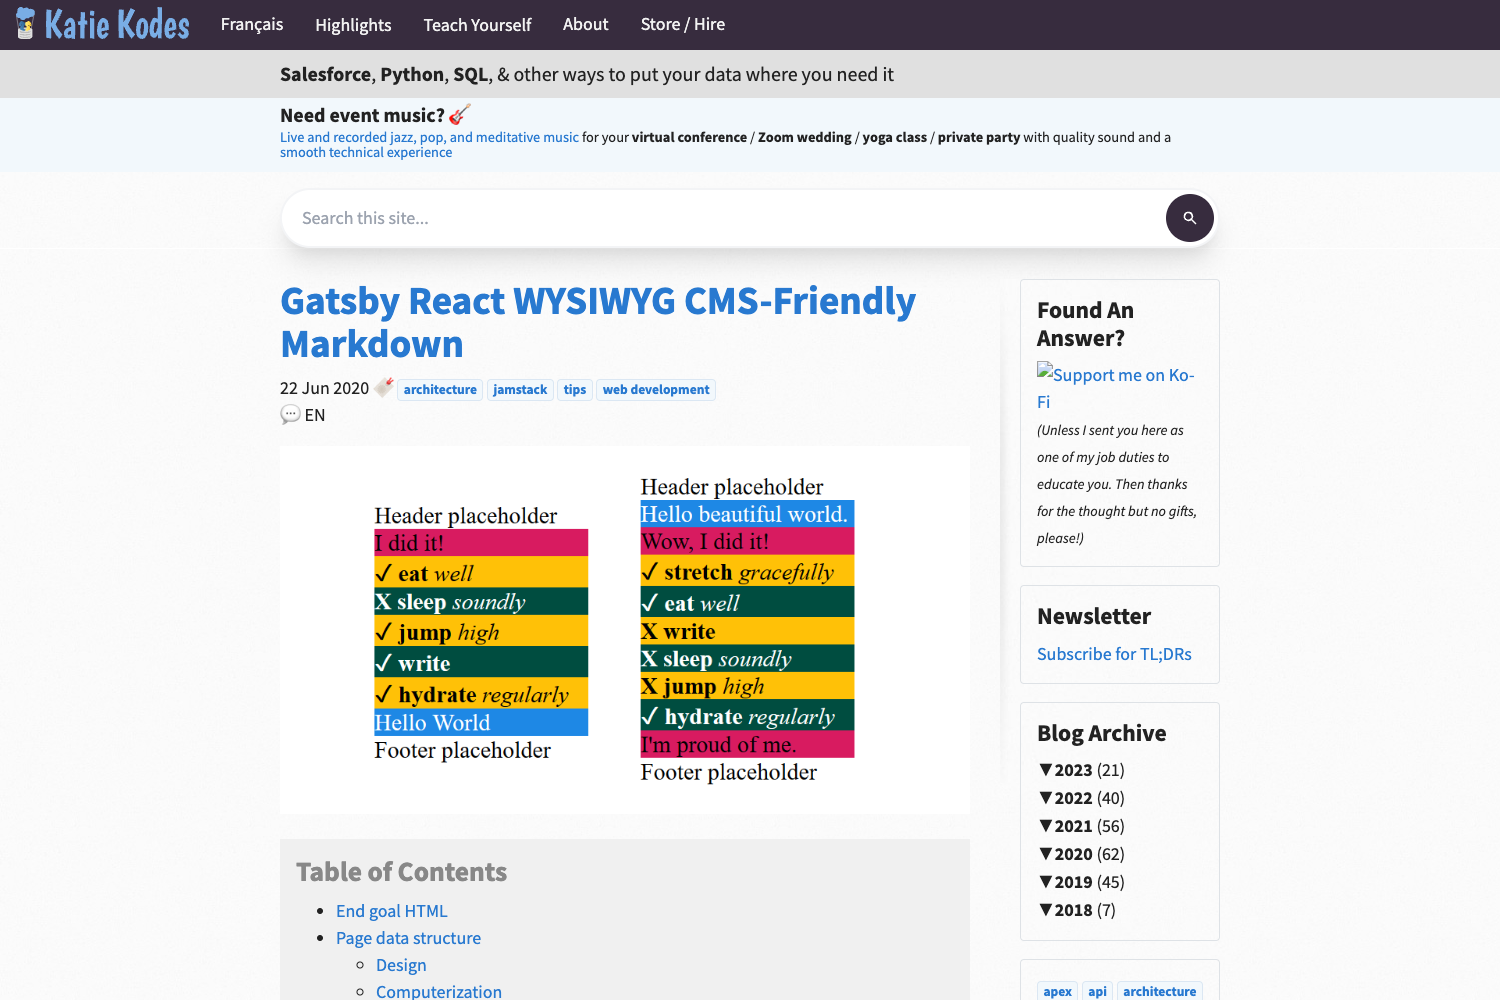 Katie Kodes
Français
Highlights
Teach Yourself
About
Store / Hire
Salesforce, Python, SQL, & other ways to put your data where you need it
Need event music? 🎸
Live and recorded jazz, pop, and meditative music for your virtual conference / Zoom wedding / yoga class / private party with quality sound and a
smooth technical experience
Search this site...
Gatsby React WYSIWYG CMS-Friendly
Markdown
22 Jun 2020 architecture jamstack tips web development
💬 EN
Header placeholder
I did it!
✓ eat well
X sleep soundly
✓ jump high
✓ write
✓ hydrate regularly
Hello World
Footer placeholder
Header placeholder
Hello beautiful world.
Wow, I did it!
✓ stretch gracefully
✓ eat well
X write
X sleep soundly
X jump high
✓ hydrate regularly
I'm proud of me.
Footer placeholder
Table of Contents
End goal HTML
Page data structure
Design
Computerization
Found An
Answer?
Support me on Ko-
Fi
(Unless I sent you here as
one of my job duties to
educate you. Then thanks
for the thought but no gifts,
please!)
Newsletter
Subscribe for TL;DRs
Blog Archive
▼2023 (21)
▼2022 (40)
▼2021 (56)
▼2020 (62)
▼2019 (45)
▼2018 (7)
apex api architecture